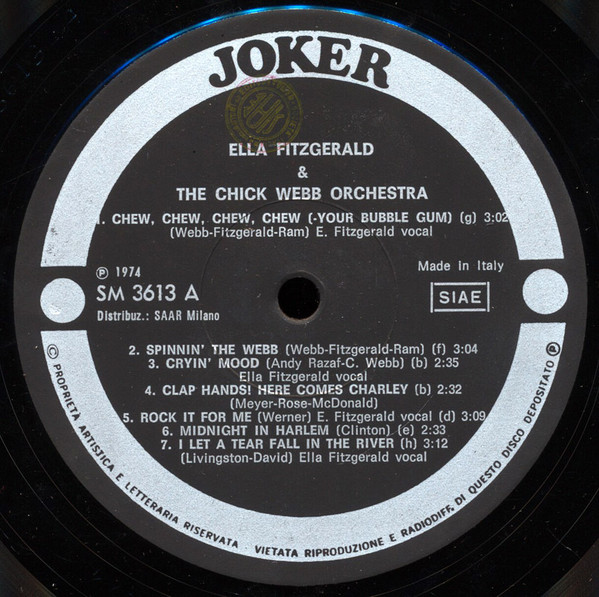 JOKER
ELLA FITZGERALD
&
THE CHICK WEBB ORCHESTRA
1. CHEW, CHEW, CHEW, CHEW (-YOUR BUBBLE GUM) (g) 3:02
(Webb-Fitzgerald-Ram) E. Fitzgerald vocal
℗ 1974
SM 3613 A
Distribuz.: SAAR Milano
Made in Italy
SIAE
2. SPINNIN' THE WEBB (Webb-Fitzgerald-Ram) (f) 3:04
3. CRYIN' MOOD (Andy Razaf-C. Webb) (b) 2:35
Ella Fitzgerald vocal
4. CLAP HANDS! HERE COMES CHARLEY (b) 2:32
(Meyer-Rose-McDonald)
5. ROCK IT FOR ME (Werner) E. Fitzgerald vocal (d) 3:09
6. MIDNIGHT IN HARLEM (Clinton) (e) 2:33
7. I LET A TEAR FALL IN THE RIVER (h) 3:12
(Livingston-David) Ella Fitzgerald vocal
© PROPRIETA ARTISTICA E LETTERARIA RISERVATA - VIETATA RIPRODUZIONE E RADIODIFF. DI QUESTO DISCO DEPOSITATO ℗